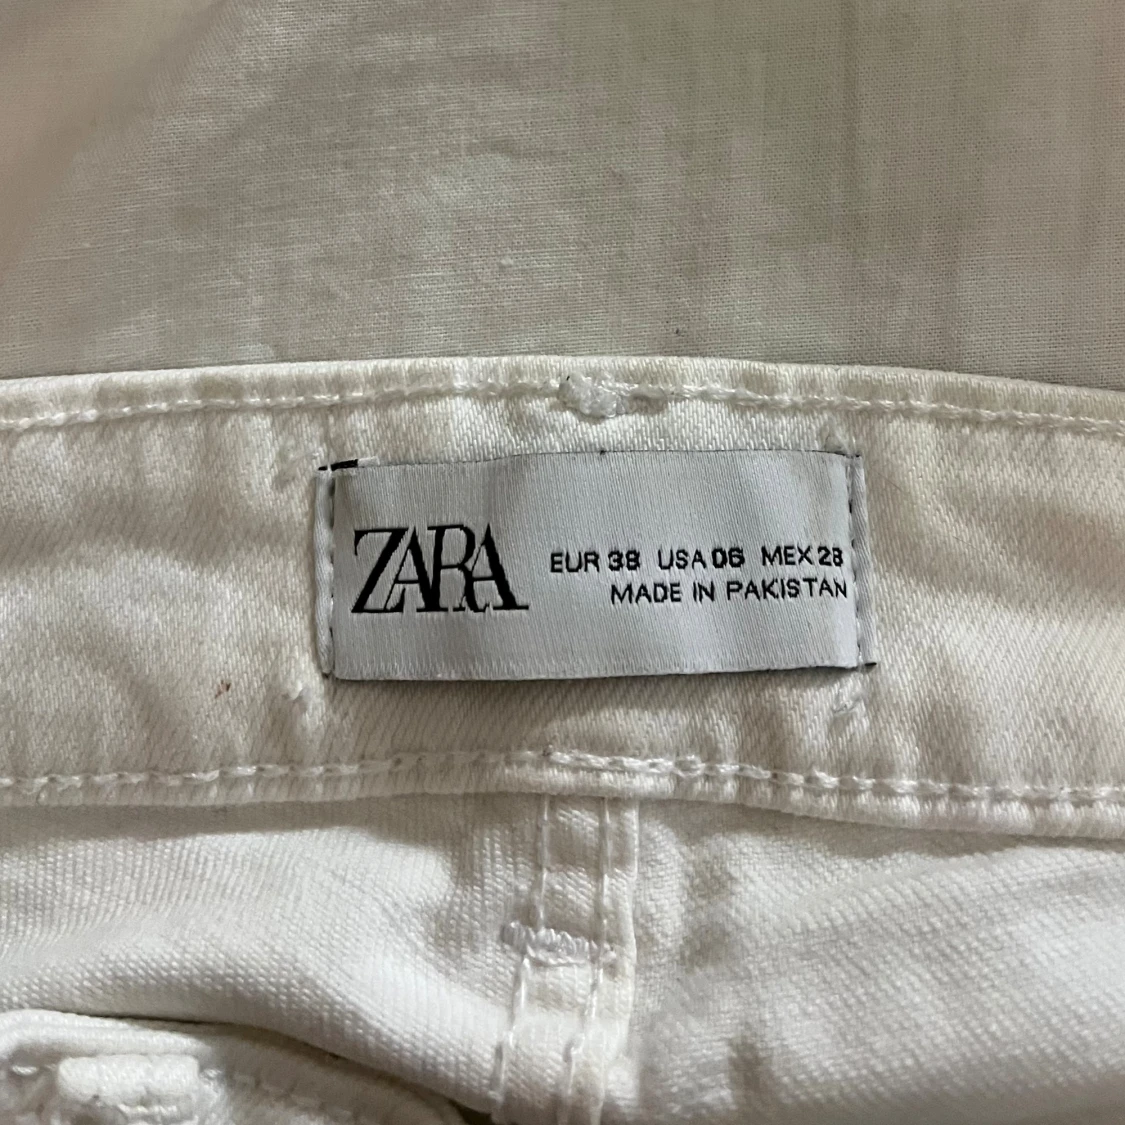 ZARA
EUR 38 USA 06 MEX 28
MADE IN PAKISTAN